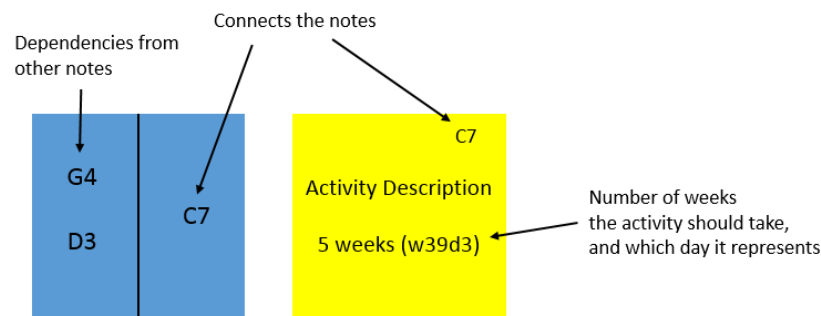 Connects the notes
Dependencies from
other notes
G4
D3
C7
C7
Activity Description
5 weeks (w39d3)
Number of weeks
the activity should take,
and which day it represents